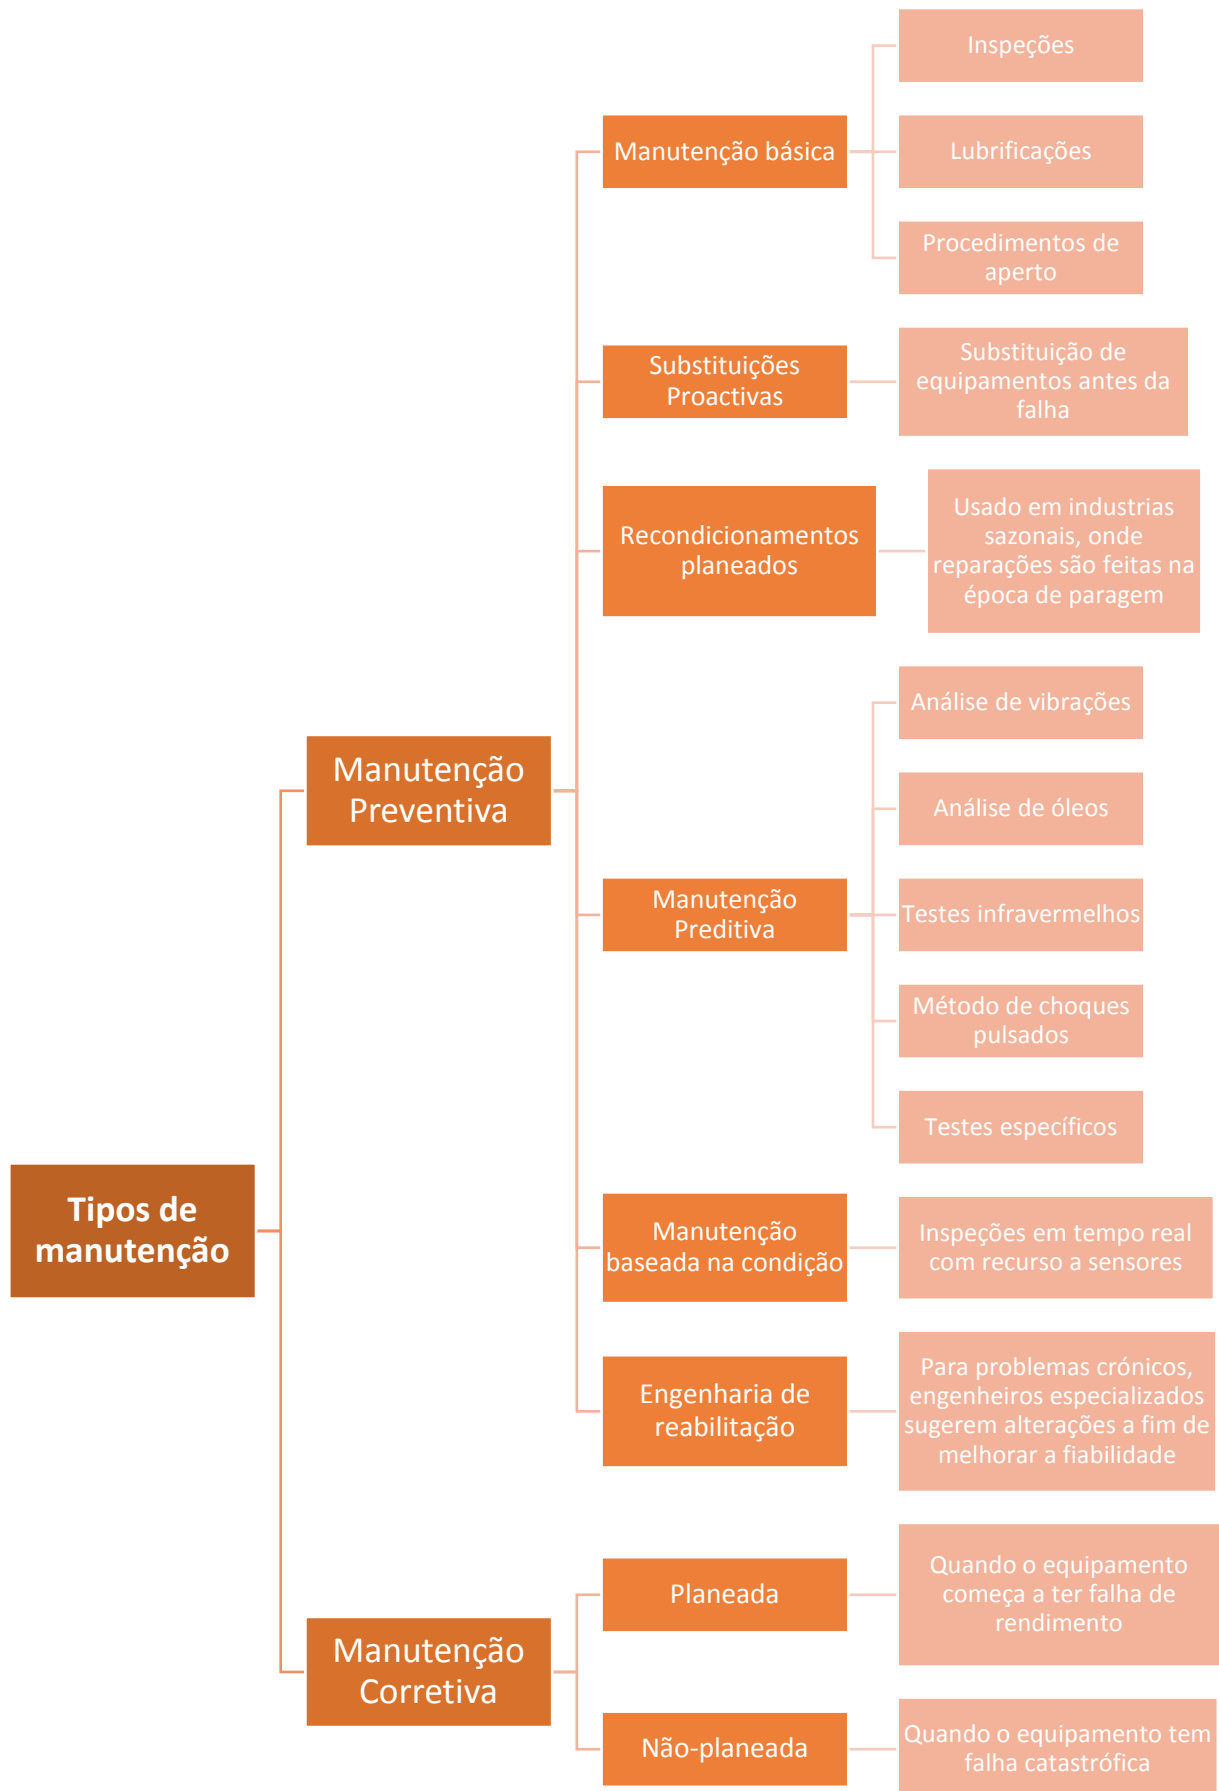 Tipos de
manutenção
Manutenção
Preventiva
Manutenção básica
Inspeções
Lubrificações
Procedimentos de
aperto
Substituições
Proactivas
Substituição de
equipamentos antes da
falha
Recondicionamentos
planeados
Usado em industrias
sazonais, onde
reparações são feitas na
época de paragem
Manutenção
Preditiva
Análise de vibrações
Análise de óleos
Testes infravermelhos
Método de choques
pulsados
Testes específicos
Manutenção
baseada na condição
Inspeções em tempo real
com recurso a sensores
Engenharia de
reabilitação
Para problemas crónicos,
engenheiros especializados
sugerem alterações a fim de
melhorar a fiabilidade
Manutenção
Corretiva
Planeada
Quando o equipamento
começa a ter falha de
rendimento
Não-planeada
Quando o equipamento tem
falha catastrófica